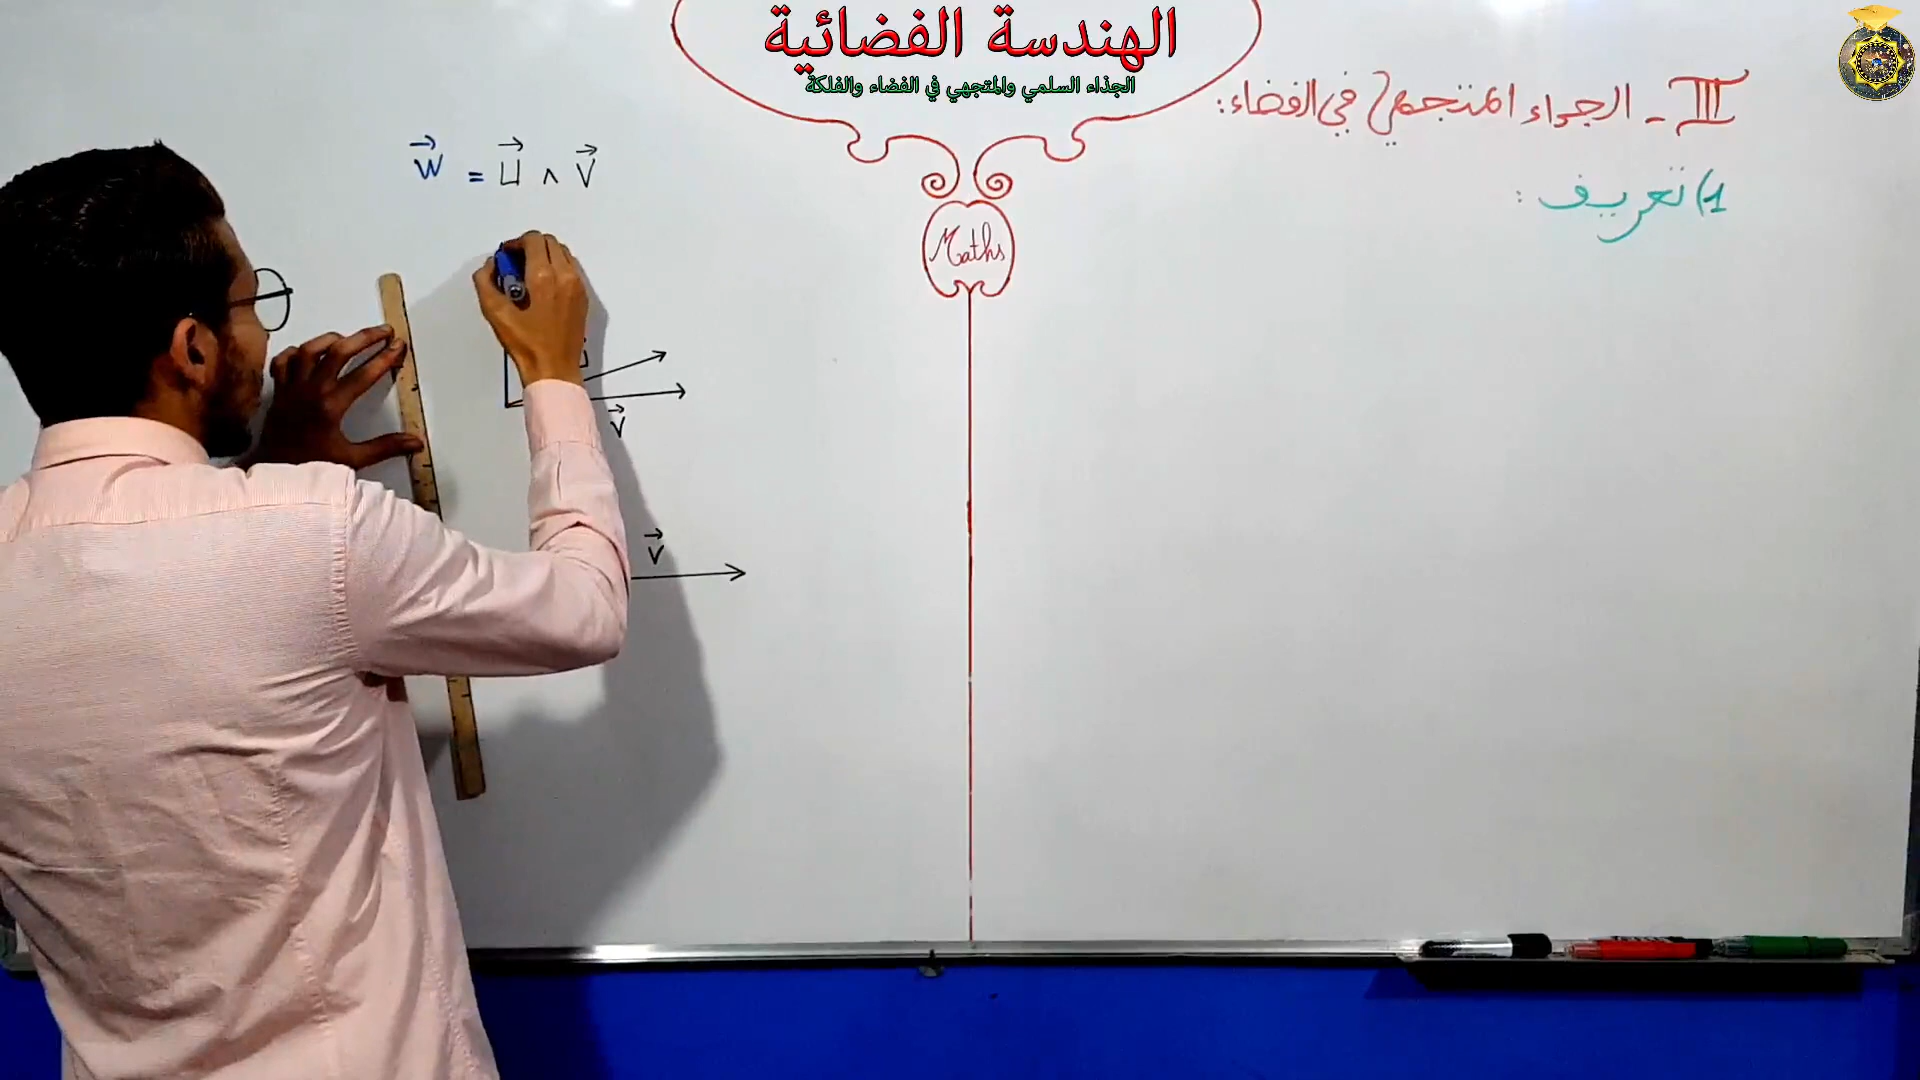 الهندسة الفضائية
الجذاء السلمي والمتجهي في الفضاء والفلكة
III - الجداء المتجهي في الفضاء:
1) تعريف :
Maths
w⃗ = u⃗ ∧ v⃗
v⃗
v⃗